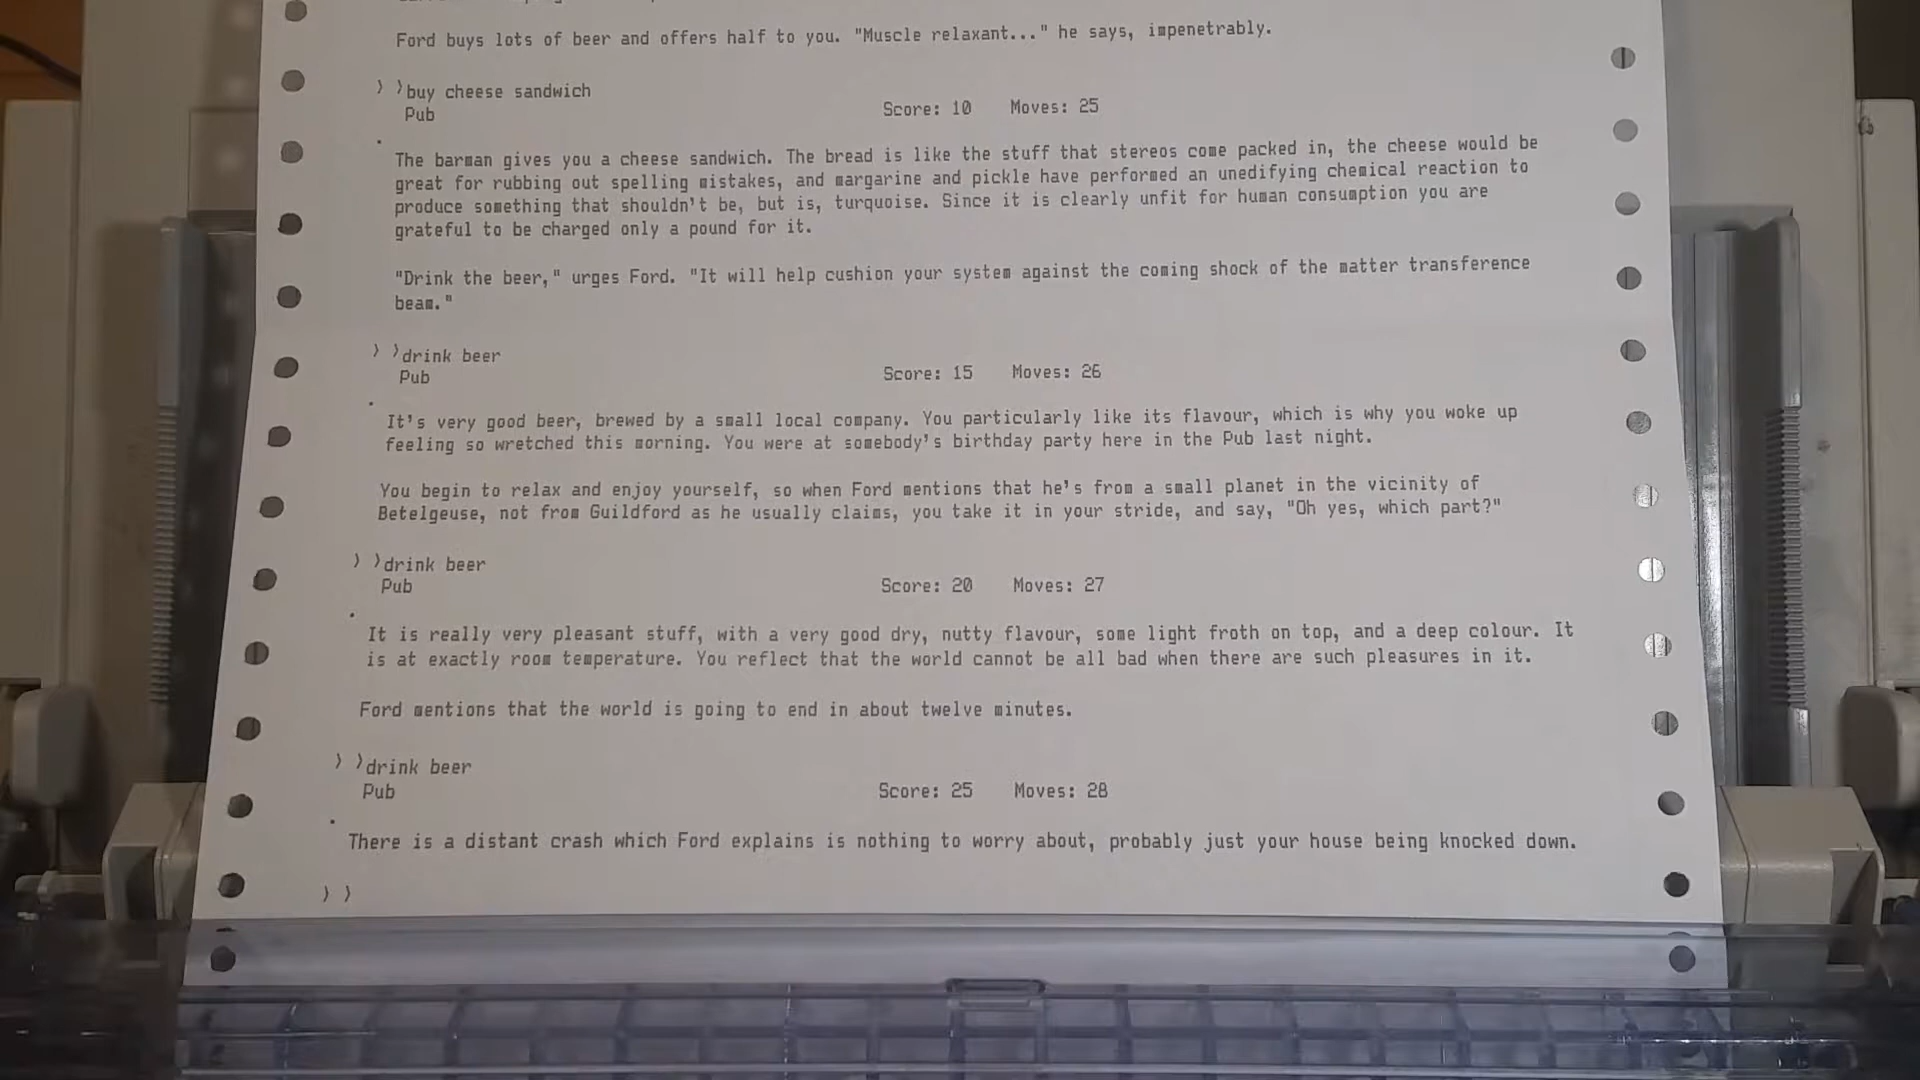 Ford buys lots of beer and offers half to you. "Muscle relaxant..." he says, impenetrably.
> >buy cheese sandwich
Pub Score: 10 Moves: 25
The barman gives you a cheese sandwich. The bread is like the stuff that stereos come packed in, the cheese would be
great for rubbing out spelling mistakes, and margarine and pickle have performed an unedifying chemical reaction to
produce something that shouldn't be, but is, turquoise. Since it is clearly unfit for human consumption you are
grateful to be charged only a pound for it.
"Drink the beer," urges Ford. "It will help cushion your system against the coming shock of the matter transference
beam."
> >drink beer
Pub Score: 15 Moves: 26
It's very good beer, brewed by a small local company. You particularly like its flavour, which is why you woke up
feeling so wretched this morning. You were at somebody's birthday party here in the Pub last night.
You begin to relax and enjoy yourself, so when Ford mentions that he's from a small planet in the vicinity of
Betelgeuse, not from Guildford as he usually claims, you take it in your stride, and say, "Oh yes, which part?"
> >drink beer
Pub Score: 20 Moves: 27
It is really very pleasant stuff, with a very good dry, nutty flavour, some light froth on top, and a deep colour. It
is at exactly room temperature. You reflect that the world cannot be all bad when there are such pleasures in it.
Ford mentions that the world is going to end in about twelve minutes.
> >drink beer
Pub Score: 25 Moves: 28
There is a distant crash which Ford explains is nothing to worry about, probably just your house being knocked down.
> >